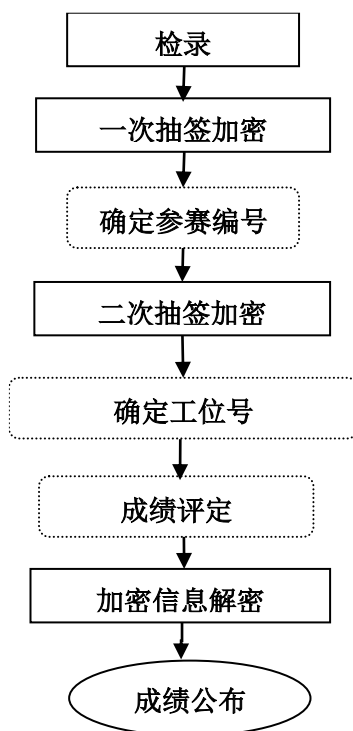 检录
一次抽签加密
确定参赛编号
二次抽签加密
确定工位号
成绩评定
加密信息解密
成绩公布